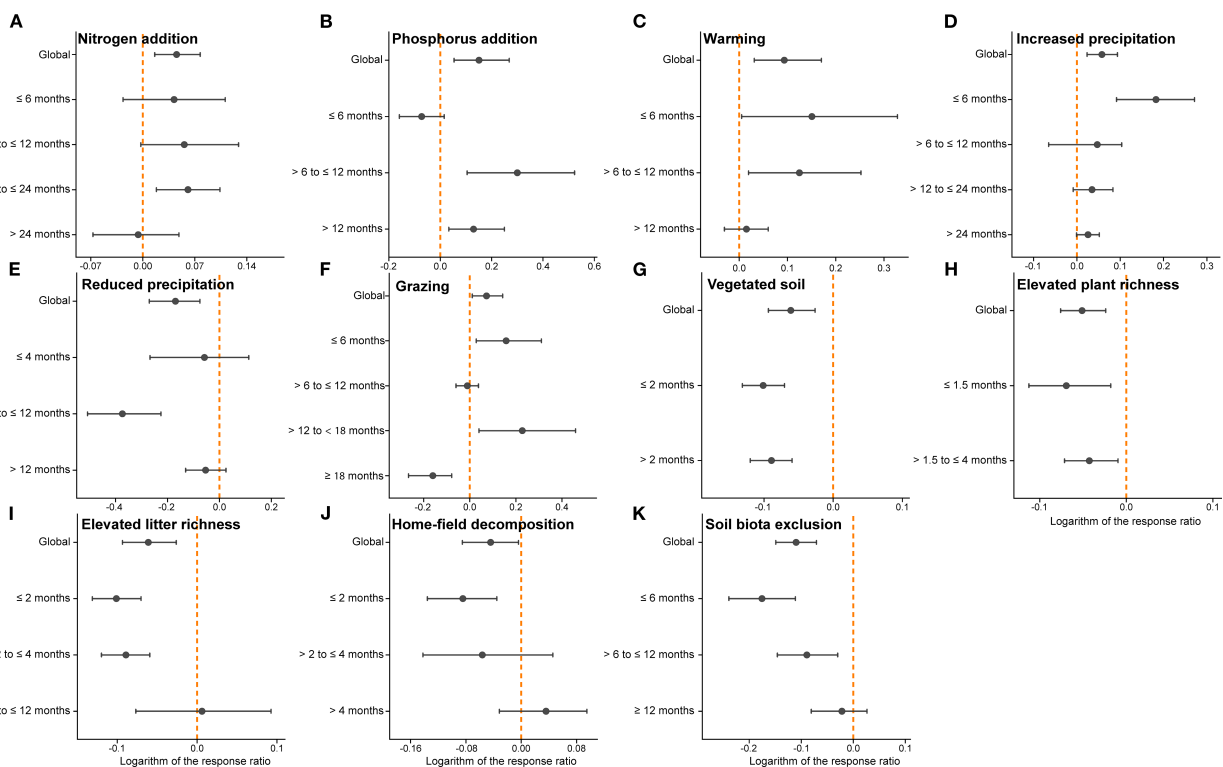 A
Nitrogen addition
Global
≤ 6 months
to ≤ 12 months
to ≤ 24 months
> 24 months
-0.07 0.00 0.07 0.14
B
Phosphorus addition
Global
≤ 6 months
> 6 to ≤ 12 months
> 12 months
-0.2 0.0 0.2 0.4 0.6
C
Warming
Global
≤ 6 months
> 6 to ≤ 12 months
> 12 months
0.0 0.1 0.2 0.3
D
Increased precipitation
Global
≤ 6 months
> 6 to ≤ 12 months
> 12 to ≤ 24 months
> 24 months
-0.1 0.0 0.1 0.2 0.3
E
Reduced precipitation
Global
≤ 4 months
to ≤ 12 months
> 12 months
-0.4 -0.2 0.0 0.2
F
Grazing
Global
≤ 6 months
> 6 to ≤ 12 months
> 12 to < 18 months
≥ 18 months
-0.2 0.0 0.2 0.4
G
Vegetated soil
Global
≤ 2 months
> 2 months
-0.1 0.0 0.1
H
Elevated plant richness
Global
≤ 1.5 months
> 1.5 to ≤ 4 months
-0.1 0.0 0.1
Logarithm of the response ratio
I
Elevated litter richness
Global
≤ 2 months
2 to ≤ 4 months
to ≤ 12 months
-0.1 0.0 0.1
Logarithm of the response ratio
J
Home-field decomposition
Global
≤ 2 months
> 2 to ≤ 4 months
> 4 months
-0.16 -0.08 0.00 0.08
Logarithm of the response ratio
K
Soil biota exclusion
Global
≤ 6 months
> 6 to ≤ 12 months
≥ 12 months
-0.2 -0.1 0.0 0.1
Logarithm of the response ratio